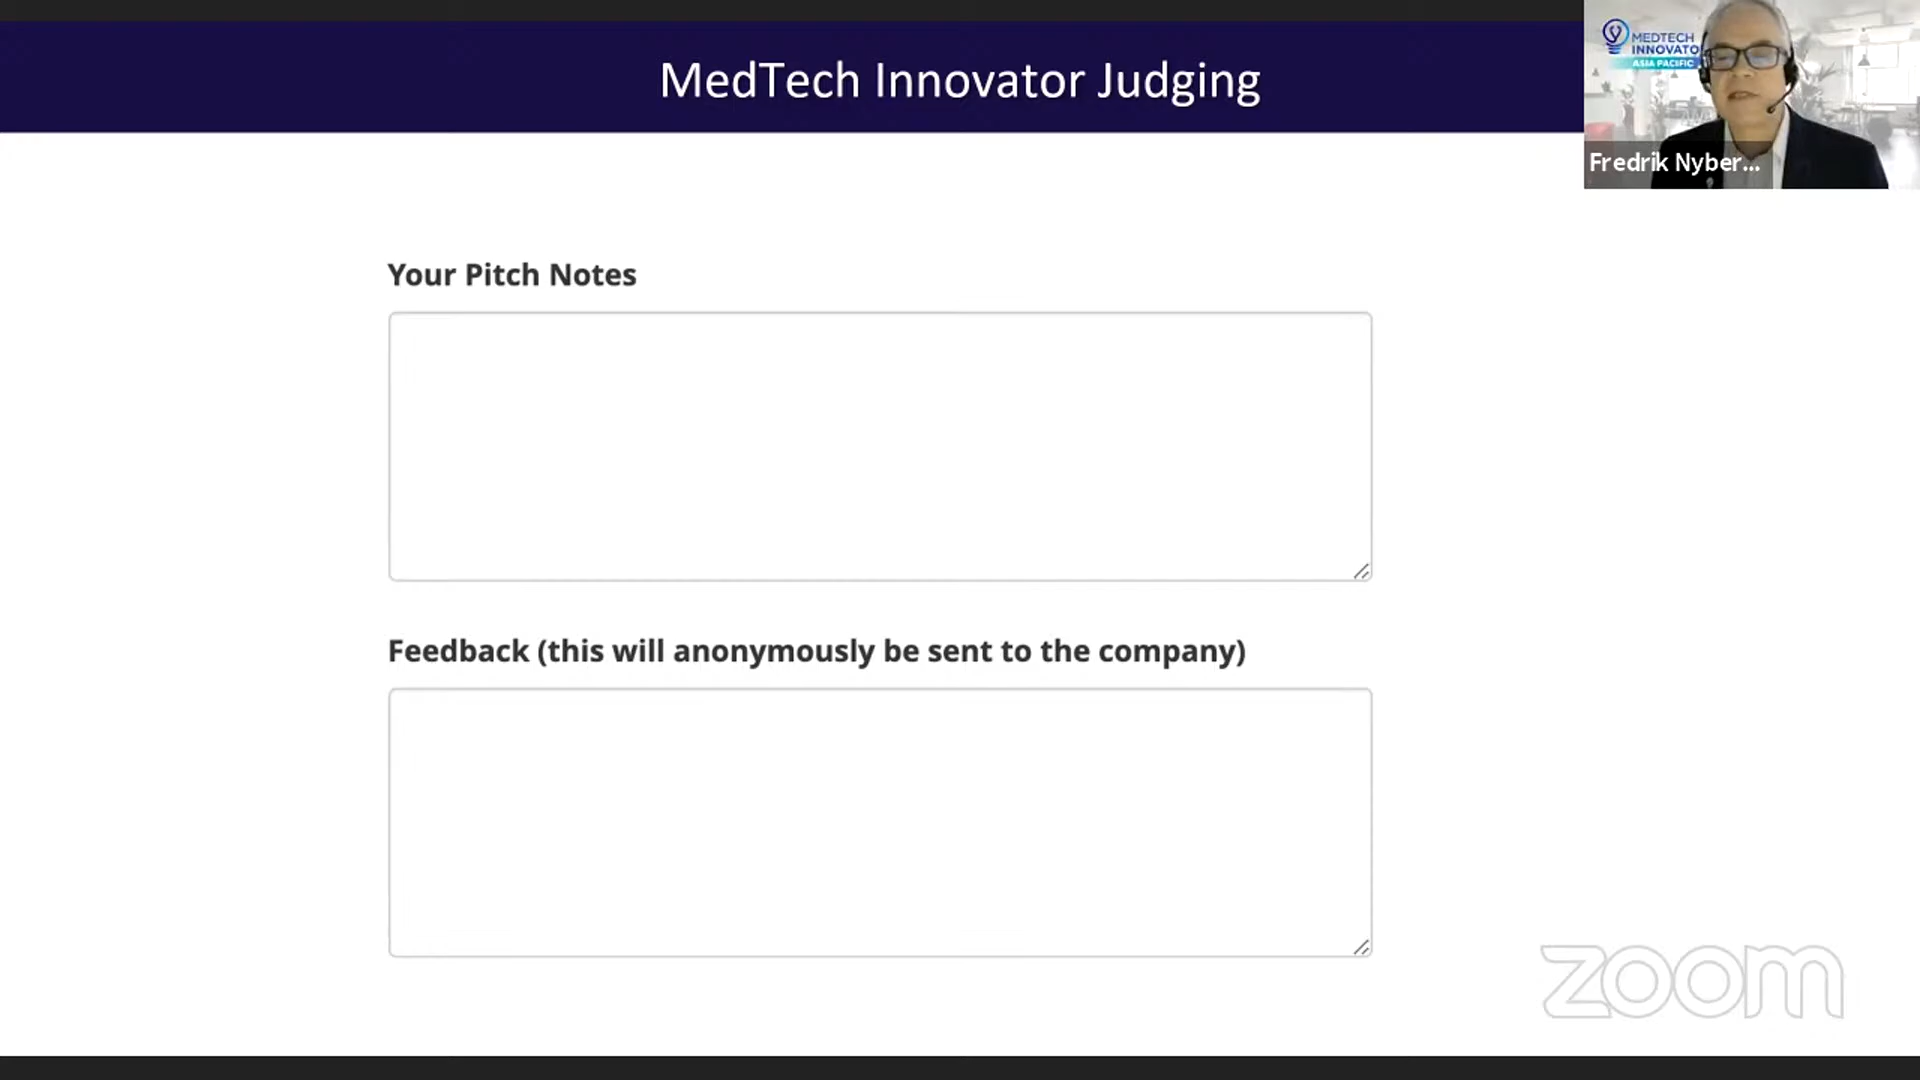 MedTech Innovator Judging
MEDTECH
INNOVATO
ASIA PACIFIC
Fredrik Nyber...
Your Pitch Notes
Feedback (this will anonymously be sent to the company)
zoom